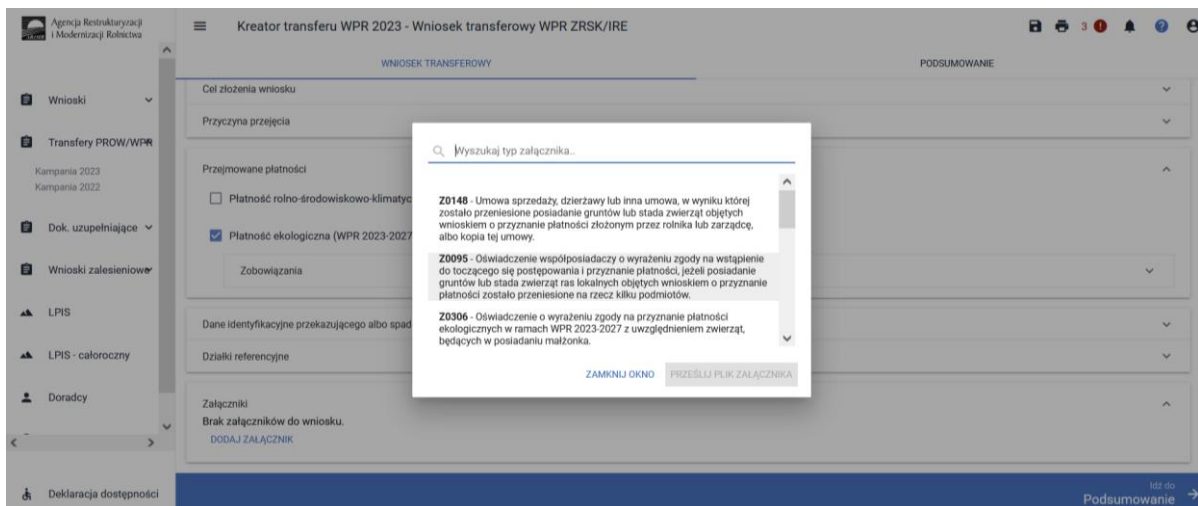 Agencja Restrukturyzacji
i Modernizacji Rolnictwa
Kreator transferu WPR 2023 - Wniosek transferowy WPR ZRSK/IRE
3
WNIOSEK TRANSFEROWY
PODSUMOWANIE
Wnioski
Transfery PROW/WPR
Kampania 2023
Kampania 2022
Dok. uzupełniające
Wnioski zalesieniowe
LPIS
LPIS - całoroczny
Doradcy
Deklaracja dostępności
Cel złożenia wniosku
Przyczyna przejęcia
Przejmowane płatności
Płatność rolno-środowiskowo-klimatyc
Płatność ekologiczna (WPR 2023-2027
Zobowiązania
Dane identyfikacyjne przekazującego albo spad
Działki referencyjne
Załączniki
Brak załączników do wniosku.
DODAJ ZAŁĄCZNIK
Wyszukaj typ załącznika..
Z0148 - Umowa sprzedaży, dzierżawy lub inna umowa, w wyniku której
zostało przeniesione posiadanie gruntów lub stada zwierząt objętych
wnioskiem o przyznanie płatności złożonym przez rolnika lub zarządcę,
albo kopia tej umowy.
Z0095 - Oświadczenie współposiadaczy o wyrażeniu zgody na wstąpienie
do toczącego się postępowania i przyznanie płatności, jeżeli posiadanie
gruntów lub stada zwierząt ras lokalnych objętych wnioskiem o przyznanie
płatności zostało przeniesione na rzecz kilku podmiotów.
Z0306 - Oświadczenie o wyrażeniu zgody na przyznanie płatności
ekologicznych w ramach WPR 2023-2027 z uwzględnieniem zwierząt,
będących w posiadaniu małżonka.
ZAMKNIJ OKNO
PRZEŚLIJ PLIK ZAŁĄCZNIKA
Idź do
Podsumowanie